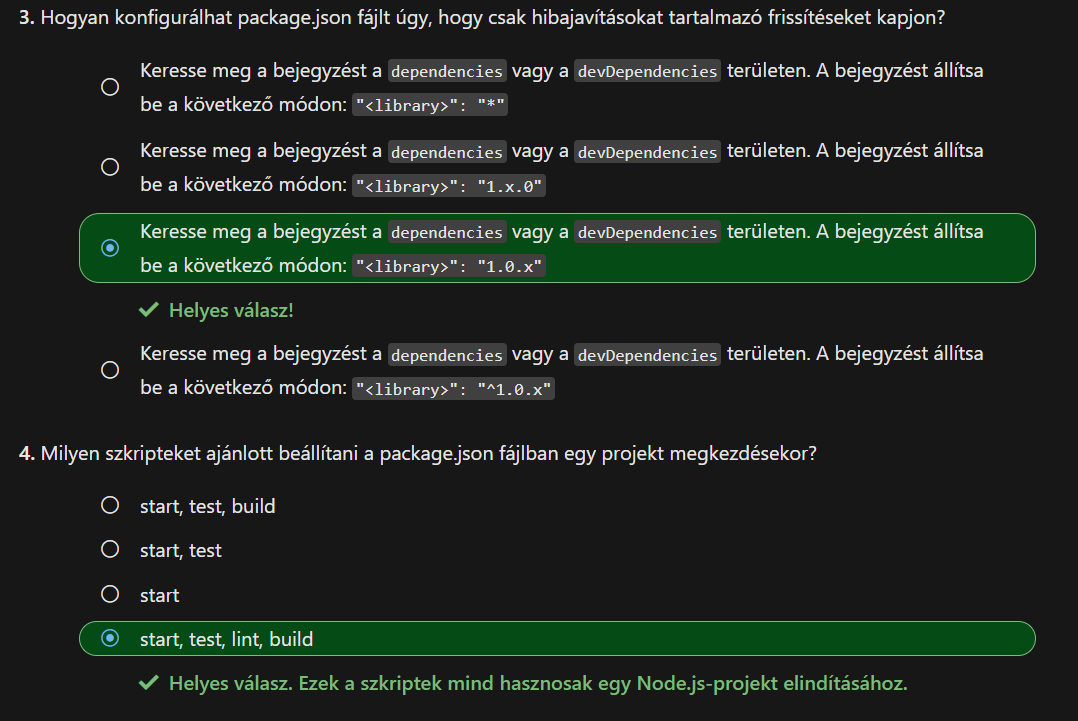 3. Hogyan konfigurálhat package.json fájlt úgy, hogy csak hibajavításokat tartalmazó frissítéseket kapjon?
Keresse meg a bejegyzést a dependencies vagy a devDependencies területen. A bejegyzést állítsa
be a következő módon: "<library>": "*"
Keresse meg a bejegyzést a dependencies vagy a devDependencies területen. A bejegyzést állítsa
be a következő módon: "<library>": "1.x.0"
Keresse meg a bejegyzést a dependencies vagy a devDependencies területen. A bejegyzést állítsa
be a következő módon: "<library>": "1.0.x"
Helyes válasz!
Keresse meg a bejegyzést a dependencies vagy a devDependencies területen. A bejegyzést állítsa
be a következő módon: "<library>": "^1.0.x"
4. Milyen szkripteket ajánlott beállítani a package.json fájlban egy projekt megkezdésekor?
start, test, build
start, test
start
start, test, lint, build
Helyes válasz. Ezek a szkriptek mind hasznosak egy Node.js-projekt elindításához.